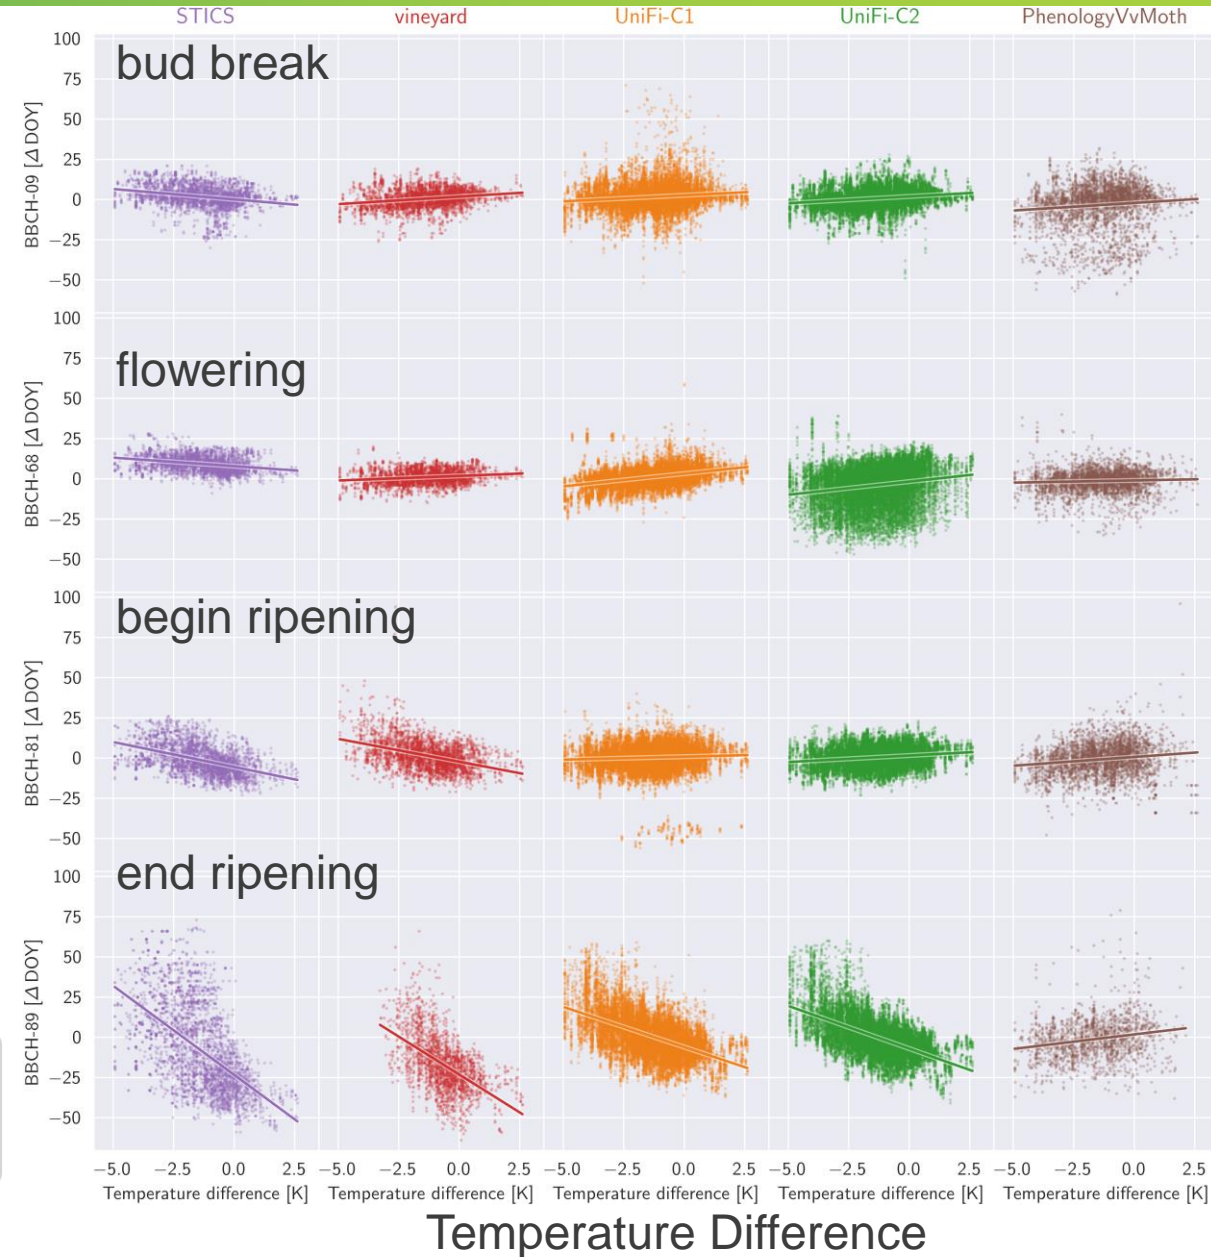 STICS vineyard UniFi-C1 UniFi-C2 PhenologyVvMoth
bud break
100
75
50
25
0
−25
−50
BBCH-09 [Δ DOY]
flowering
100
75
50
25
0
−25
−50
BBCH-68 [Δ DOY]
begin ripening
100
75
50
25
0
−25
−50
BBCH-81 [Δ DOY]
end ripening
100
75
50
25
0
−25
−50
BBCH-89 [Δ DOY]
−5.0 −2.5 0.0 2.5 −5.0 −2.5 0.0 2.5 −5.0 −2.5 0.0 2.5 −5.0 −2.5 0.0 2.5 −5.0 −2.5 0.0 2.5
Temperature difference [K] Temperature difference [K] Temperature difference [K] Temperature difference [K] Temperature difference [K]
Temperature Difference